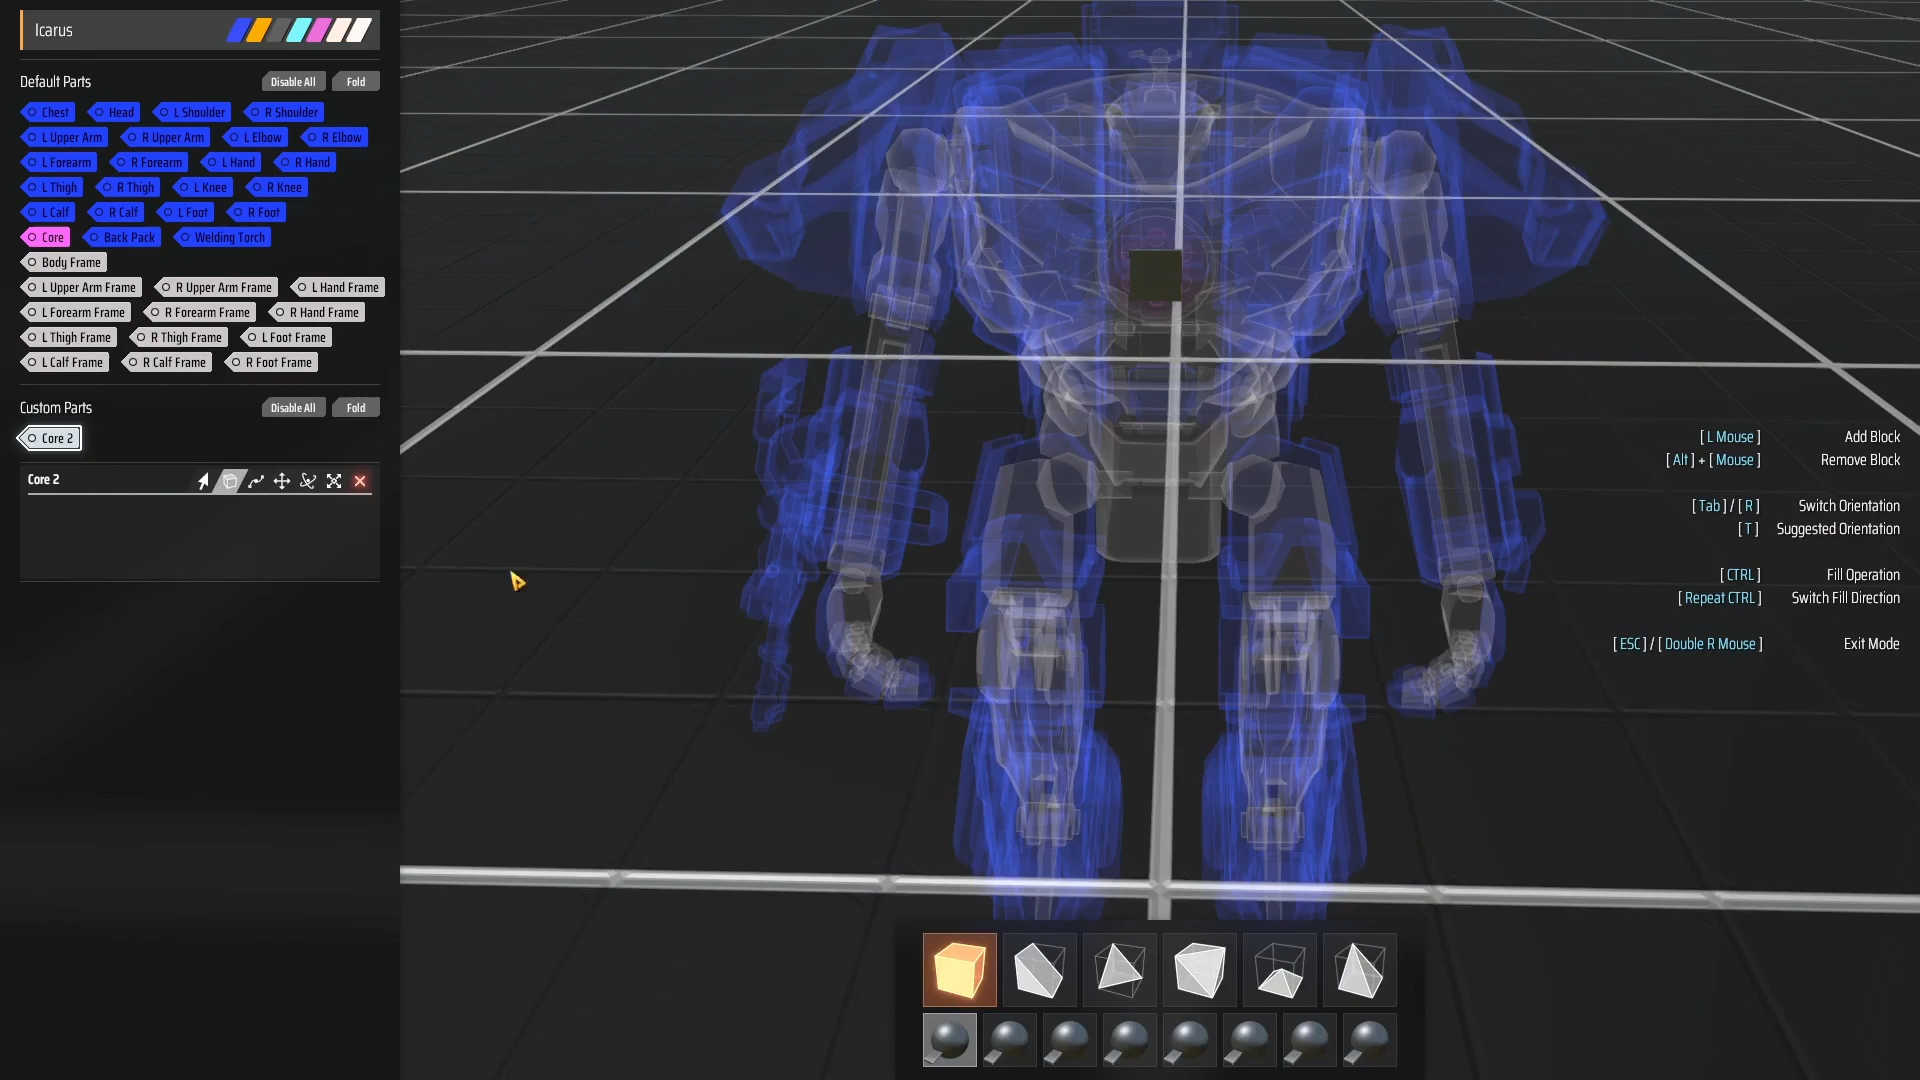 Icarus
Default Parts Disable All Fold
Chest Head L Shoulder R Shoulder
L Upper Arm R Upper Arm L Elbow R Elbow
L Forearm R Forearm L Hand R Hand
L Thigh R Thigh L Knee R Knee
L Calf R Calf L Foot R Foot
Core Back Pack Welding Torch
Body Frame
L Upper Arm Frame R Upper Arm Frame L Hand Frame
L Forearm Frame R Forearm Frame R Hand Frame
L Thigh Frame R Thigh Frame L Foot Frame
L Calf Frame R Calf Frame R Foot Frame
Custom Parts Disable All Fold
Core 2
Core 2
[ L Mouse ] Add Block
[ Alt ] + [ Mouse ] Remove Block
[ Tab ] / [ R ] Switch Orientation
[ T ] Suggested Orientation
[ CTRL ] Fill Operation
[ Repeat CTRL ] Switch Fill Direction
[ ESC ] / [ Double R Mouse ] Exit Mode